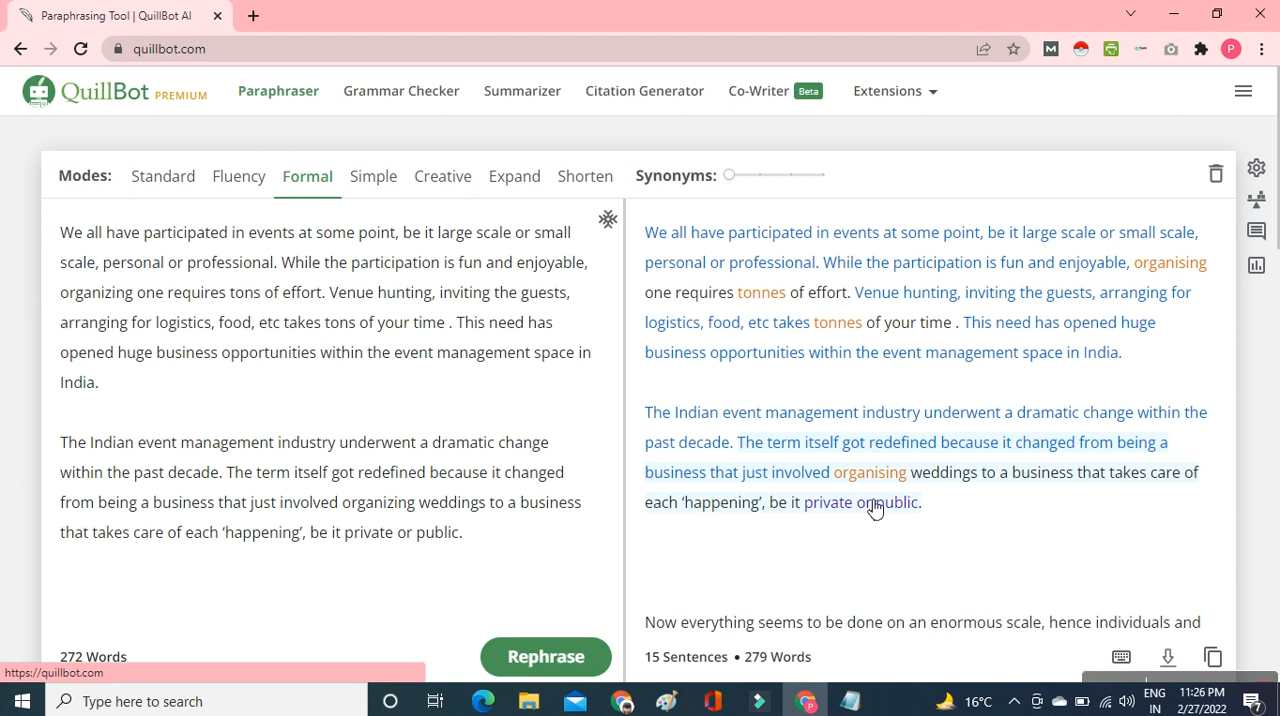 Paraphrasing Tool | QuillBot AI
quillbot.com
QuillBot PREMIUM
Paraphraser Grammar Checker Summarizer Citation Generator Co-Writer Beta Extensions
Modes: Standard Fluency Formal Simple Creative Expand Shorten Synonyms:
We all have participated in events at some point, be it large scale or small
scale, personal or professional. While the participation is fun and enjoyable,
organizing one requires tons of effort. Venue hunting, inviting the guests,
arranging for logistics, food, etc takes tons of your time . This need has
opened huge business opportunities within the event management space in
India.
The Indian event management industry underwent a dramatic change
within the past decade. The term itself got redefined because it changed
from being a business that just involved organizing weddings to a business
that takes care of each ‘happening’, be it private or public.
272 Words
Rephrase
We all have participated in events at some point, be it large scale or small scale,
personal or professional. While the participation is fun and enjoyable, organising
one requires tonnes of effort. Venue hunting, inviting the guests, arranging for
logistics, food, etc takes tonnes of your time . This need has opened huge
business opportunities within the event management space in India.
The Indian event management industry underwent a dramatic change within the
past decade. The term itself got redefined because it changed from being a
business that just involved organising weddings to a business that takes care of
each ‘happening’, be it private or public.
Now everything seems to be done on an enormous scale, hence individuals and
15 Sentences • 279 Words
https://quillbot.com
Type here to search
16°C
ENG
IN
11:26 PM
2/27/2022
7